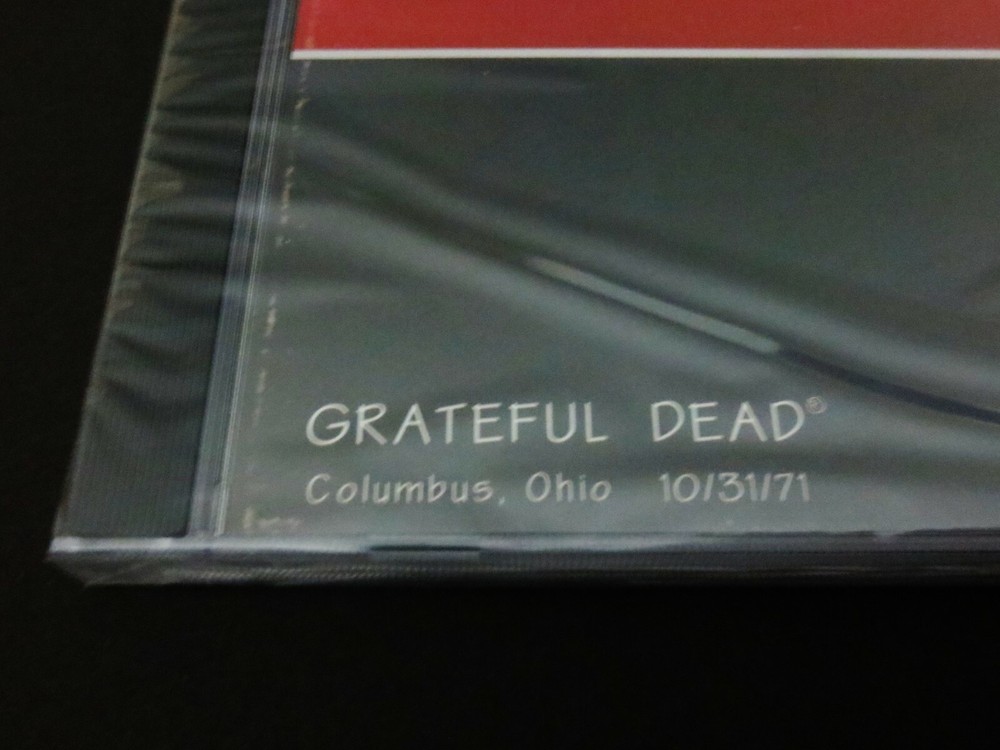 GRATEFUL DEAD®
Columbus, Ohio 10/31/71